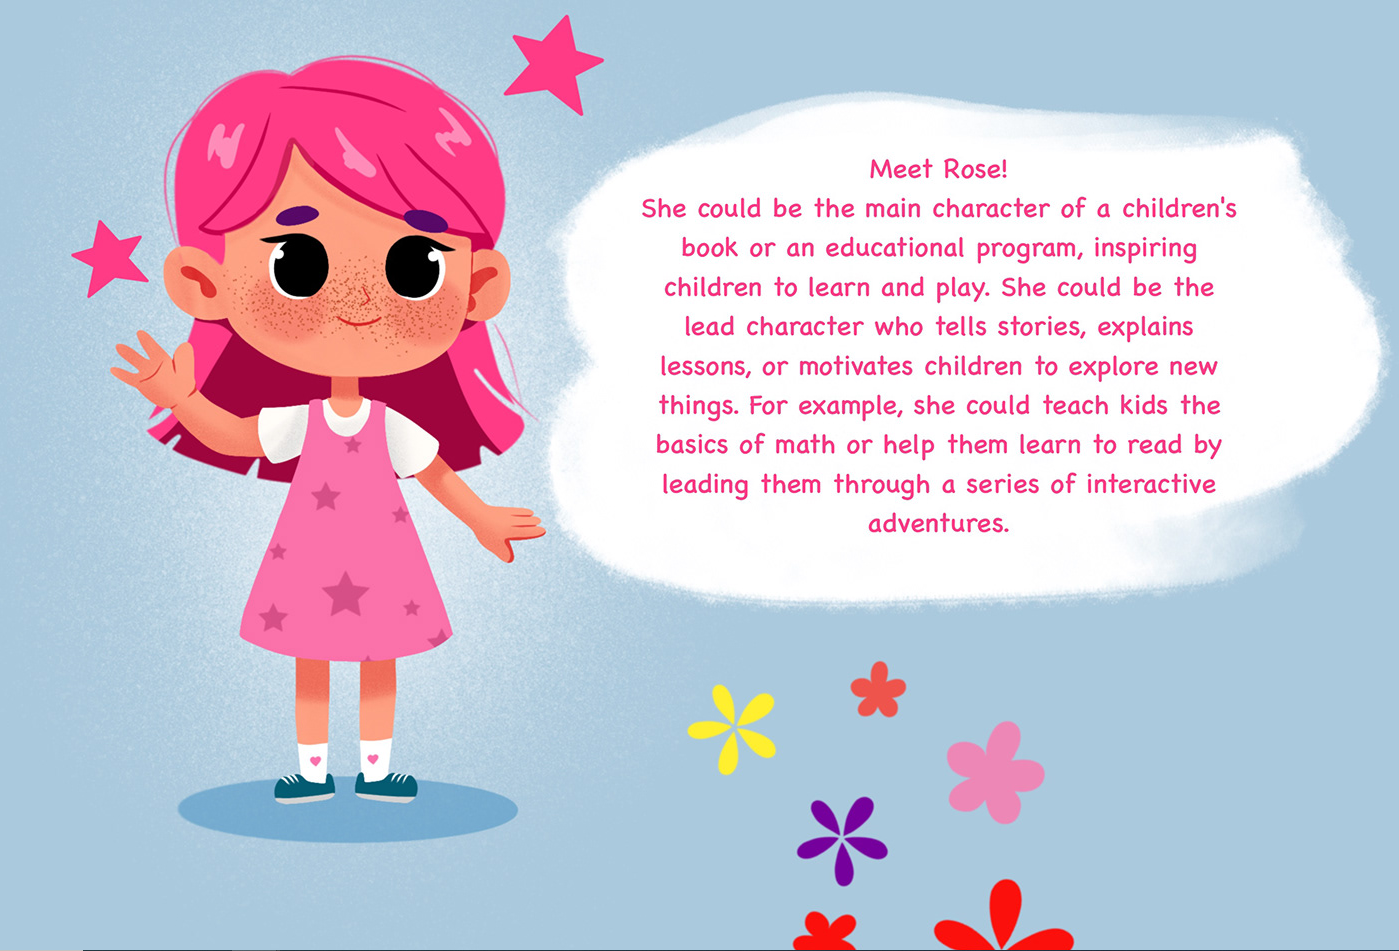 Meet Rose!
She could be the main character of a children's
book or an educational program, inspiring
children to learn and play. She could be the
lead character who tells stories, explains
lessons, or motivates children to explore new
things. For example, she could teach kids the
basics of math or help them learn to read by
leading them through a series of interactive
adventures.